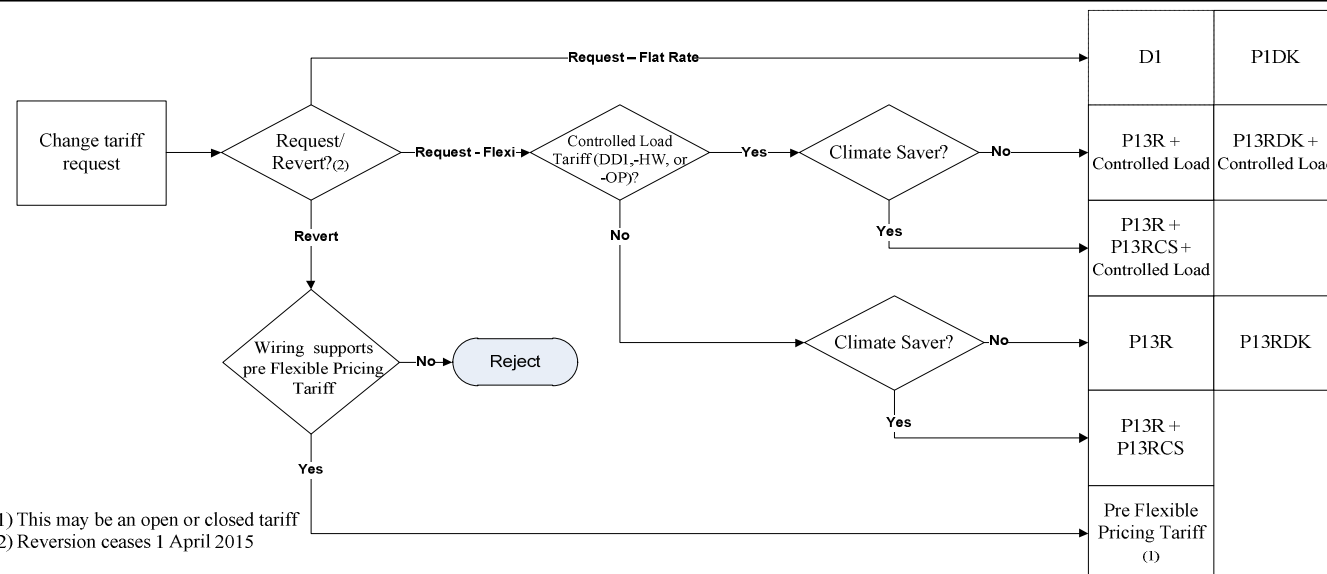 Request – Flat Rate
D1
P1DK
Change tariff
request
Request/
Revert?(2)
Request - Flexi
Controlled Load
Tariff (DD1,-HW, or
-OP)?
Yes
Climate Saver?
No
P13R +
Controlled Load
P13RDK +
Controlled Load
Revert
No
Yes
P13R +
P13RCS +
Controlled Load
Wiring supports
pre Flexible Pricing
Tariff
No
Reject
Climate Saver?
No
P13R
P13RDK
Yes
P13R +
P13RCS
Yes
Pre Flexible
Pricing Tariff
(1)
1) This may be an open or closed tariff
2) Reversion ceases 1 April 2015